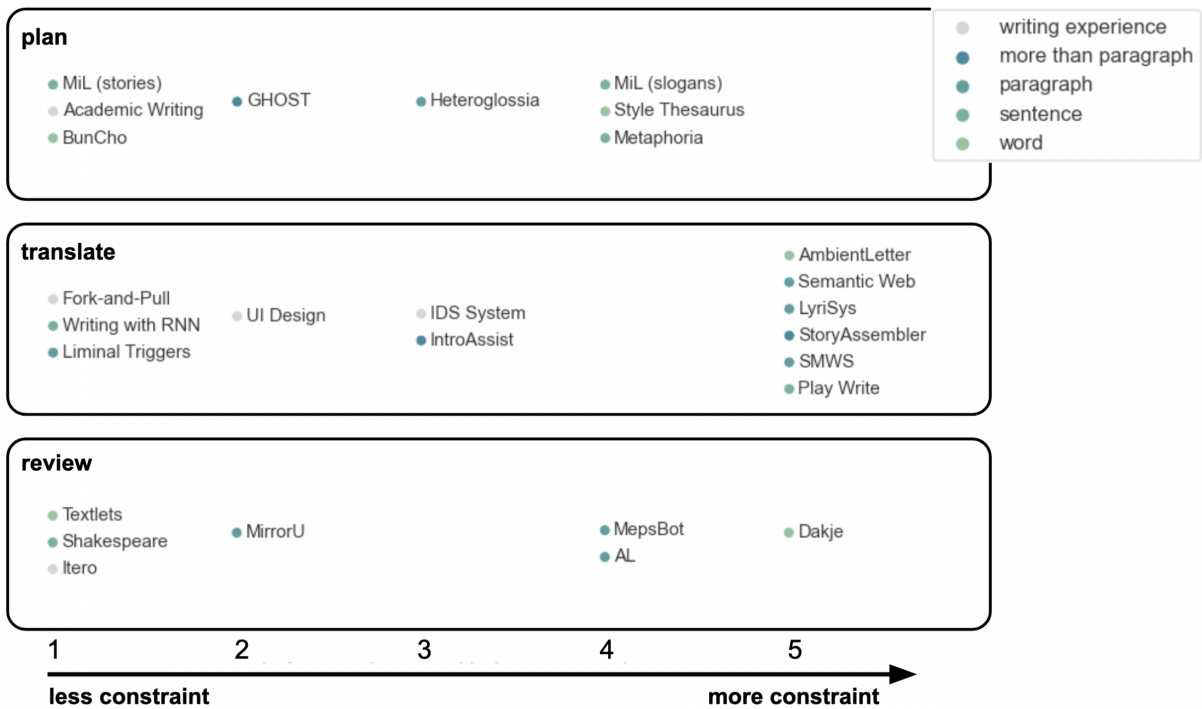 plan
MiL (stories)
Academic Writing
BunCho
GHOST
Heteroglossia
MiL (slogans)
Style Thesaurus
Metaphoria
writing experience
more than paragraph
paragraph
sentence
word
translate
Fork-and-Pull
Writing with RNN
Liminal Triggers
UI Design
IDS System
IntroAssist
AmbientLetter
Semantic Web
LyriSys
StoryAssembler
SMWS
Play Write
review
Textlets
Shakespeare
Itero
MirrorU
MepsBot
AL
Dakje
1 2 3 4 5
less constraint more constraint